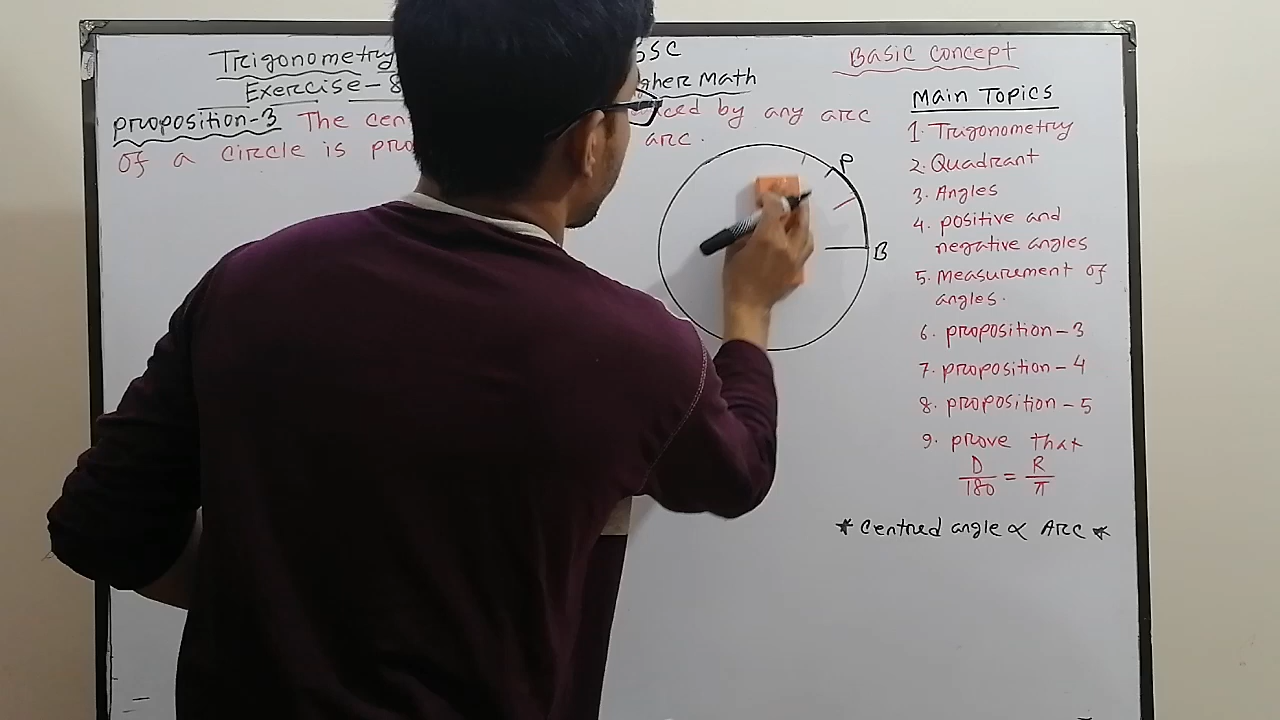 Trigonometry SSC
Exercise-8 Higher Math
proposition-3 The cen duced by any arc
of a circle is pro arc.
P
B
Basic Concept
Main Topics
1. Trigonometry
2. Quadrant
3. Angles
4. positive and
negative angles
5. Measurement of
angles.
6. proposition-3
7. proposition-4
8. proposition-5
9. prove that
D/180 = R/π
* Centred angle ∝ Arc *